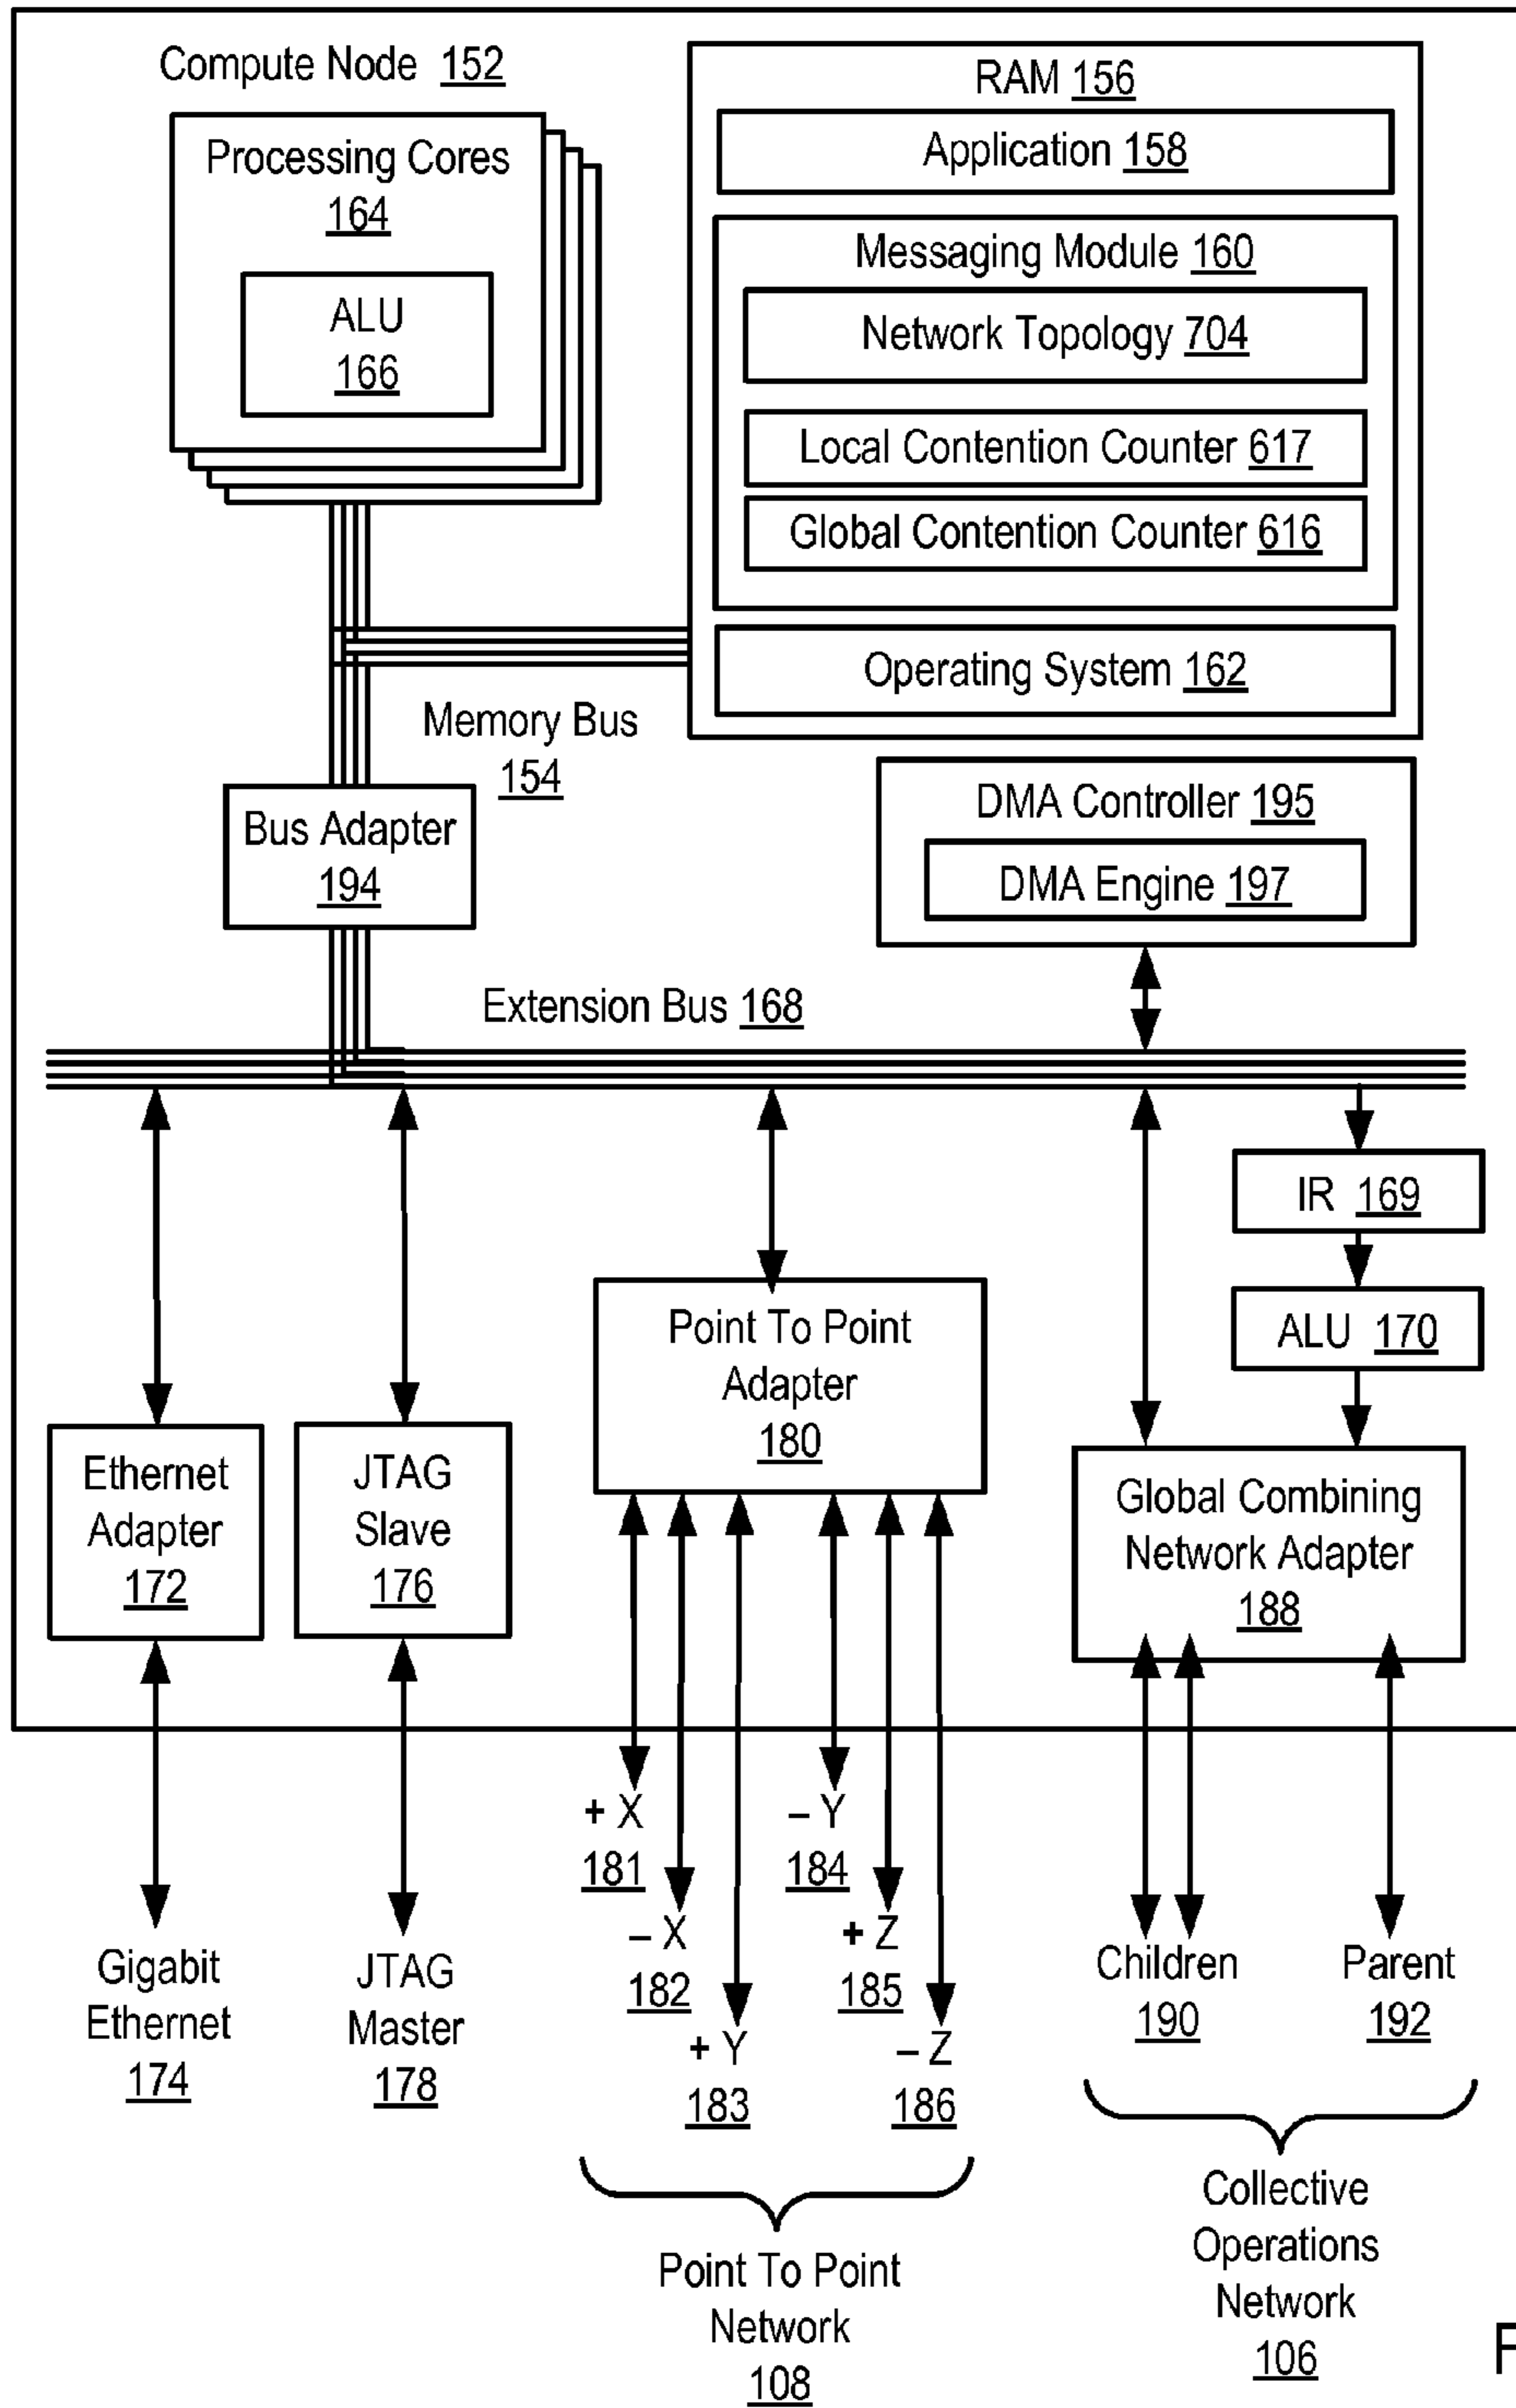 Compute Node 152
Processing Cores
164
ALU
166
RAM 156
Application 158
Messaging Module 160
Network Topology 704
Local Contention Counter 617
Global Contention Counter 616
Operating System 162
Memory Bus
154
Bus Adapter
194
DMA Controller 195
DMA Engine 197
Extension Bus 168
IR 169
ALU 170
Point To Point
Adapter
180
Ethernet
Adapter
172
JTAG
Slave
176
Global Combining
Network Adapter
188
+ X
181
– X
182
+ Y
183
– Y
184
+ Z
185
– Z
186
Gigabit
Ethernet
174
JTAG
Master
178
Children
190
Parent
192
Point To Point
Network
108
Collective
Operations
Network
106